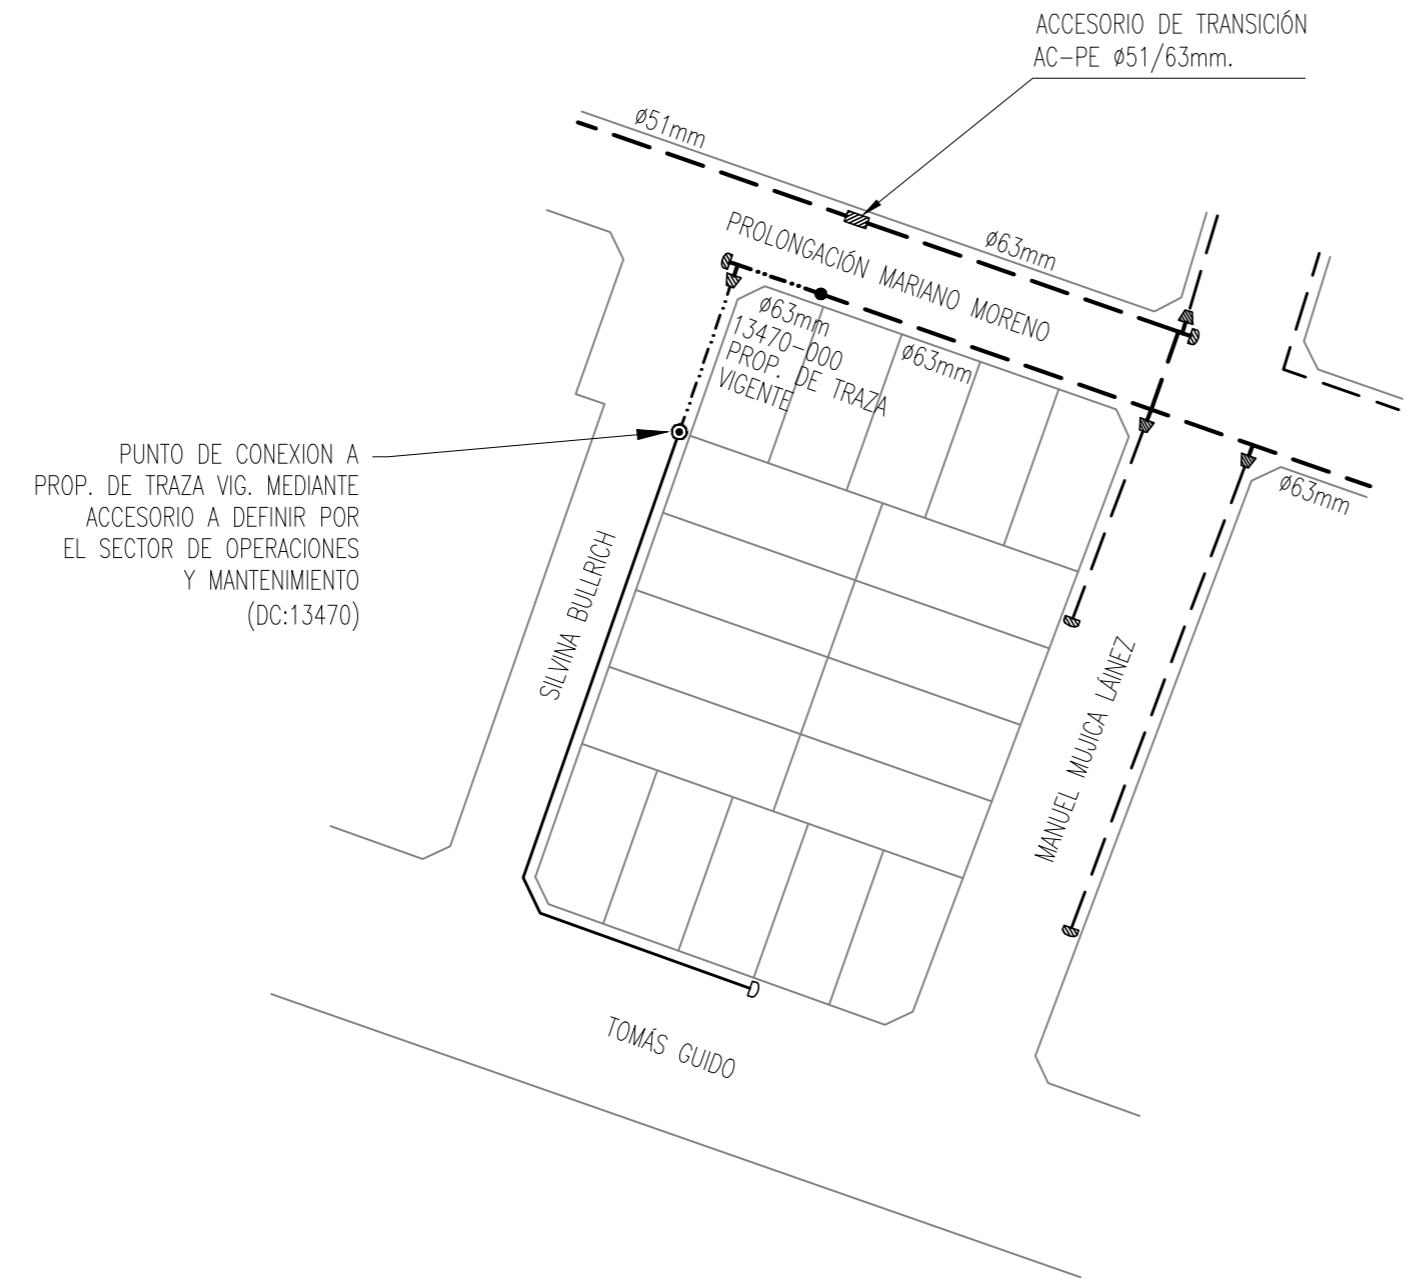 ACCESORIO DE TRANSICIÓN
AC-PE Ø51/63mm.
Ø51mm
PROLONGACIÓN MARIANO MORENO
Ø63mm
Ø63mm
13470-000
PROP. DE TRAZA
VIGENTE
Ø63mm
Ø63mm
PUNTO DE CONEXION A
PROP. DE TRAZA VIG. MEDIANTE
ACCESORIO A DEFINIR POR
EL SECTOR DE OPERACIONES
Y MANTENIMIENTO
(DC:13470)
SILVINA BULLRICH
MANUEL MUJICA LÁINEZ
TOMÁS GUIDO